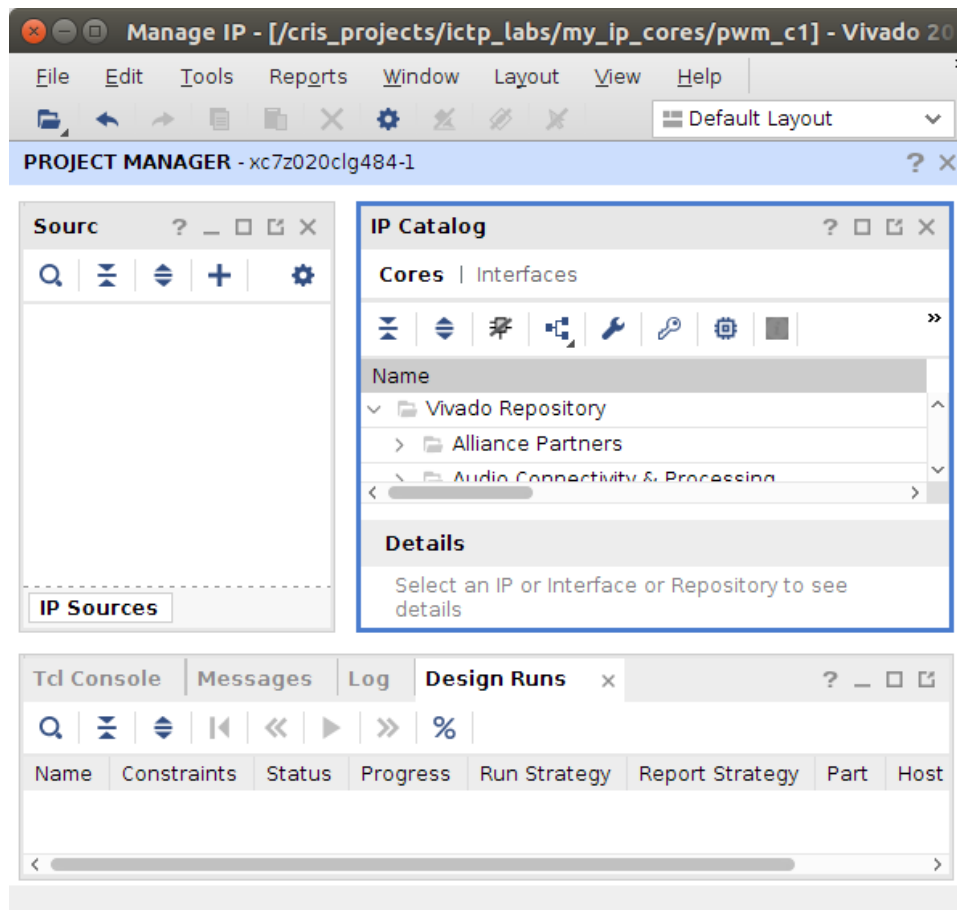 Manage IP - [/cris_projects/ictp_labs/my_ip_cores/pwm_c1] - Vivado 20
File Edit Tools Reports Window Layout View Help
Default Layout
PROJECT MANAGER - xc7z020clg484-1
Sourc
IP Sources
IP Catalog
Cores | Interfaces
Name
Vivado Repository
Alliance Partners
Audio Connectivity & Processing
Details
Select an IP or Interface or Repository to see
details
Tcl Console Messages Log Design Runs
%
Name Constraints Status Progress Run Strategy Report Strategy Part Host